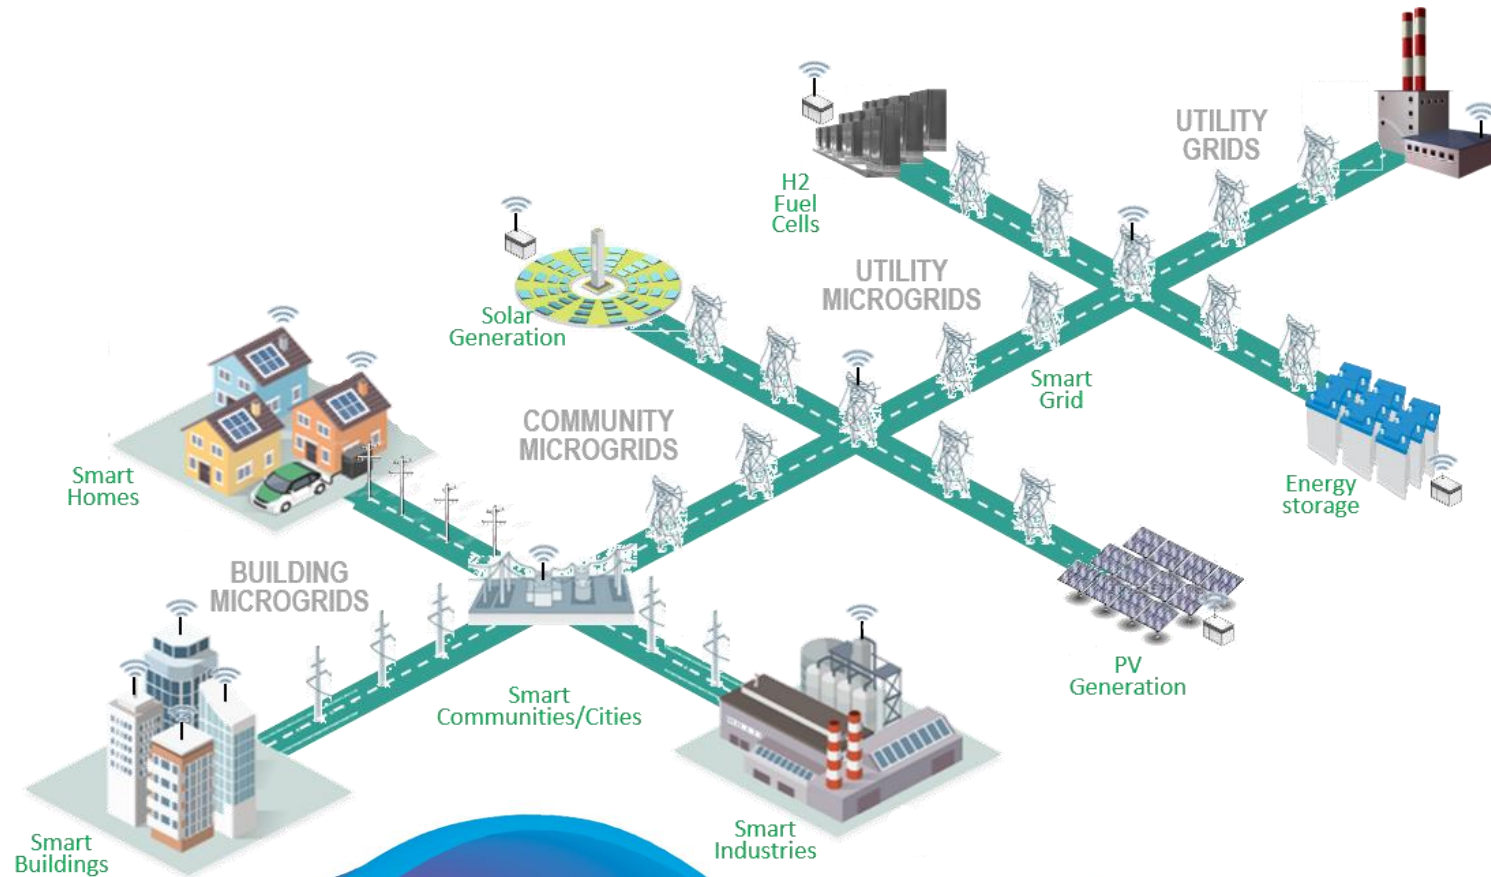 UTILITY
GRIDS
H2
Fuel
Cells
UTILITY
MICROGRIDS
Solar
Generation
Smart
Grid
COMMUNITY
MICROGRIDS
Smart
Homes
Energy
storage
BUILDING
MICROGRIDS
PV
Generation
Smart
Communities/Cities
Smart
Industries
Smart
Buildings